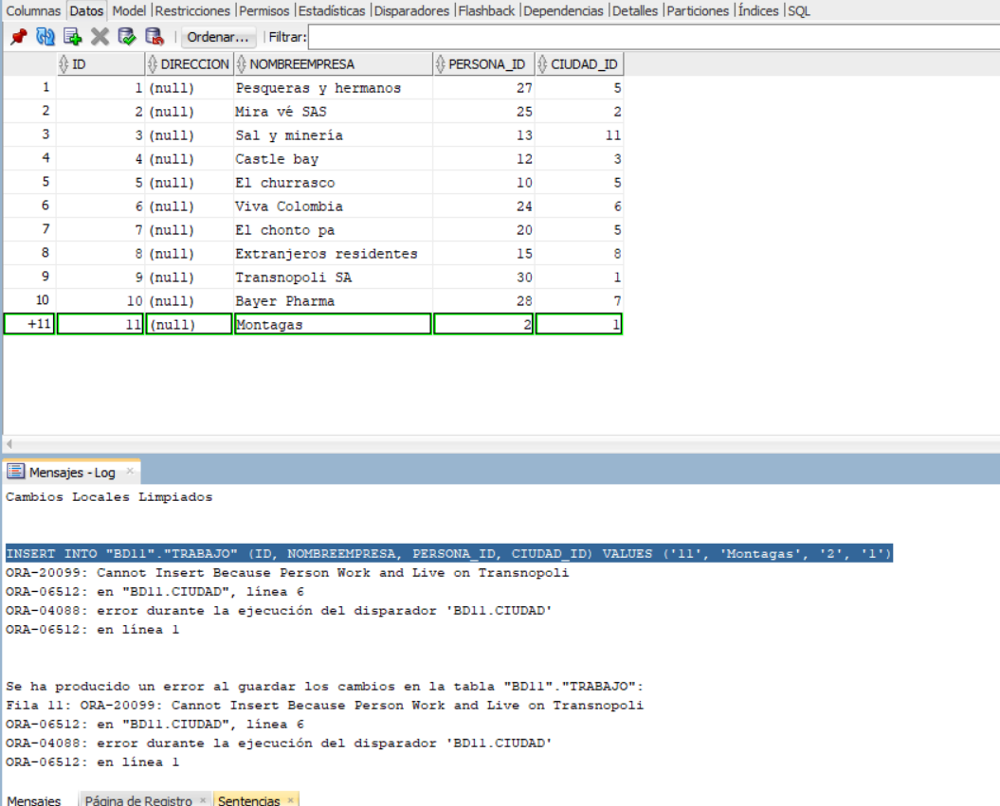 Columnas Datos Model |Restricciones |Permisos |Estadísticas |Disparadores |Flashback |Dependencias |Detalles |Particiones |Índices |SQL
Ordenar... Filtrar:
ID DIRECCION NOMBREEMPRESA PERSONA_ID CIUDAD_ID
1 1 (null) Pesqueras y hermanos 27 5
2 2 (null) Mira vé SAS 25 2
3 3 (null) Sal y minería 13 11
4 4 (null) Castle bay 12 3
5 5 (null) El churrasco 10 5
6 6 (null) Viva Colombia 24 6
7 7 (null) El chonto pa 20 5
8 8 (null) Extranjeros residentes 15 8
9 9 (null) Transnopoli SA 30 1
10 10 (null) Bayer Pharma 28 7
+11 11 (null) Montagas 2 1
Mensajes - Log
Cambios Locales Limpiados
INSERT INTO "BD11"."TRABAJO" (ID, NOMBREEMPRESA, PERSONA_ID, CIUDAD_ID) VALUES ('11', 'Montagas', '2', '1')
ORA-20099: Cannot Insert Because Person Work and Live on Transnopoli
ORA-06512: en "BD11.CIUDAD", línea 6
ORA-04088: error durante la ejecución del disparador 'BD11.CIUDAD'
ORA-06512: en línea 1
Se ha producido un error al guardar los cambios en la tabla "BD11"."TRABAJO":
Fila 11: ORA-20099: Cannot Insert Because Person Work and Live on Transnopoli
ORA-06512: en "BD11.CIUDAD", línea 6
ORA-04088: error durante la ejecución del disparador 'BD11.CIUDAD'
ORA-06512: en línea 1
Mensajes Página de Registro Sentencias